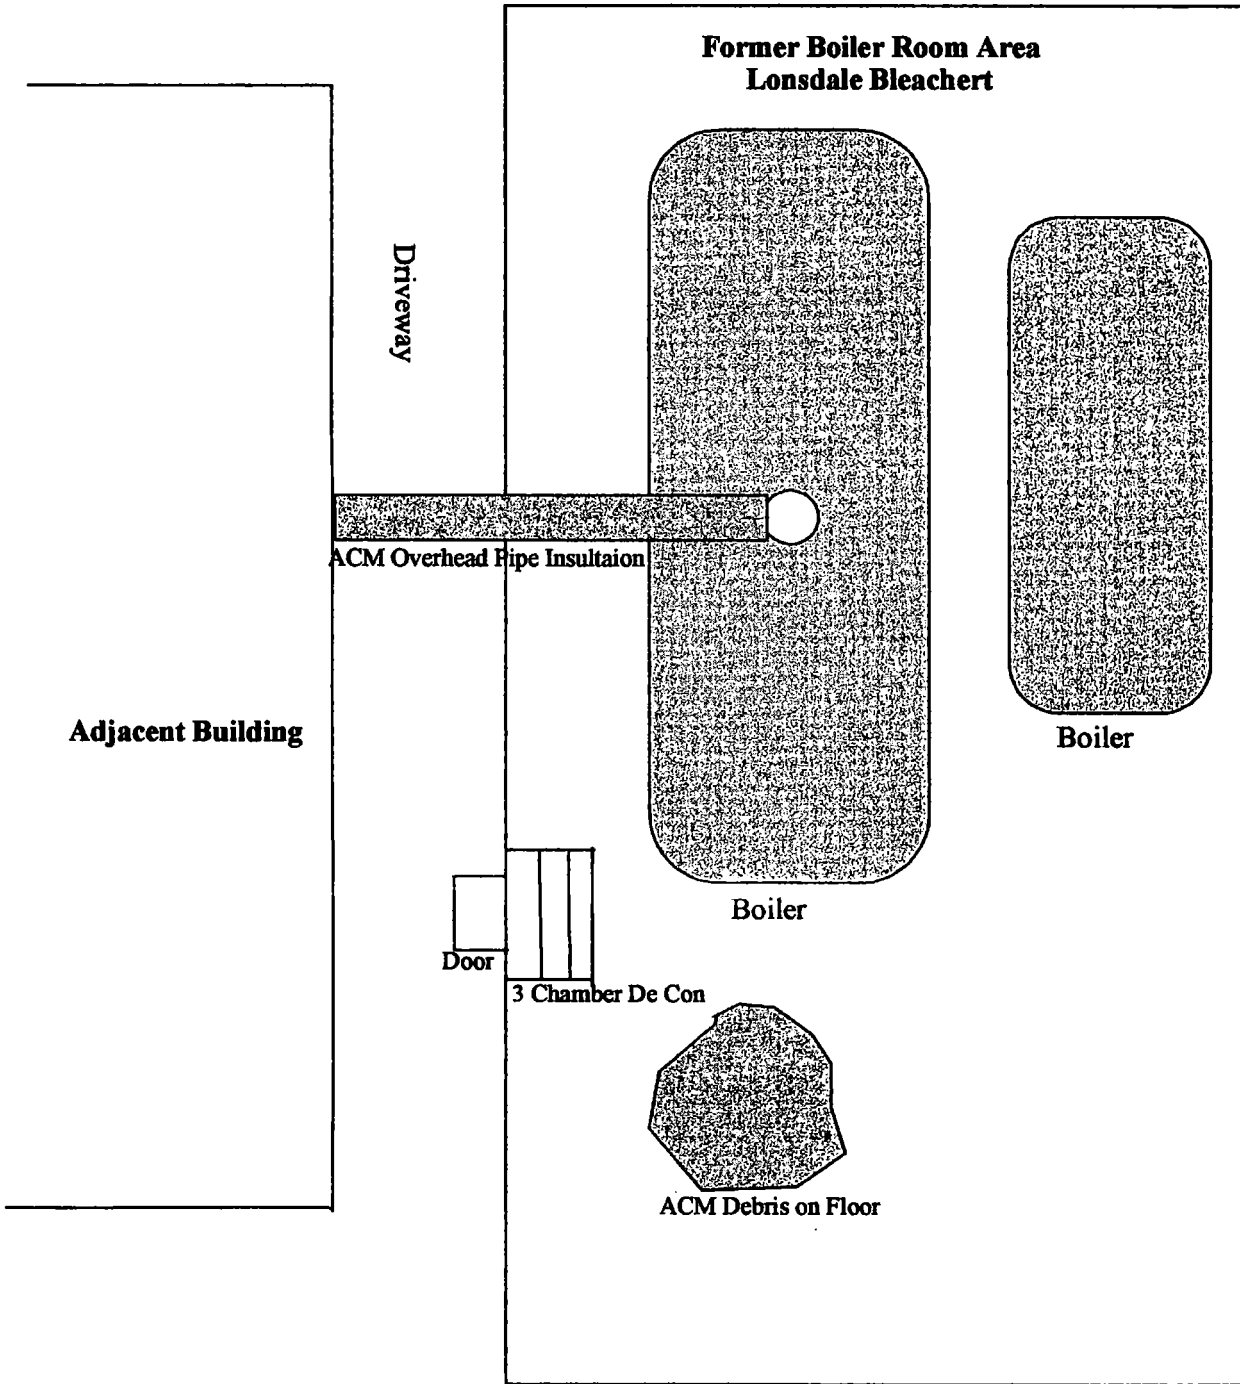 Former Boiler Room Area
Lonsdale Bleachert
Driveway
ACM Overhead Pipe Insultaion
Adjacent Building
Boiler
Boiler
Door
3 Chamber De Con
ACM Debris on Floor